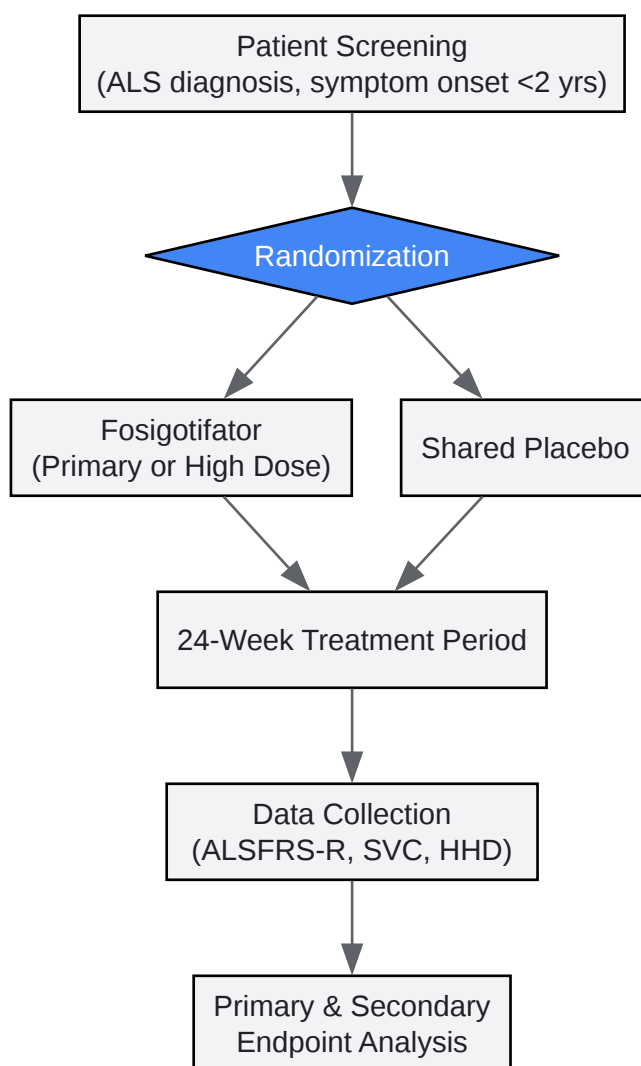 Patient Screening
(ALS diagnosis, symptom onset <2 yrs)
Randomization
Fosigotifator
(Primary or High Dose)
Shared Placebo
24-Week Treatment Period
Data Collection
(ALSFRS-R, SVC, HHD)
Primary & Secondary
Endpoint Analysis